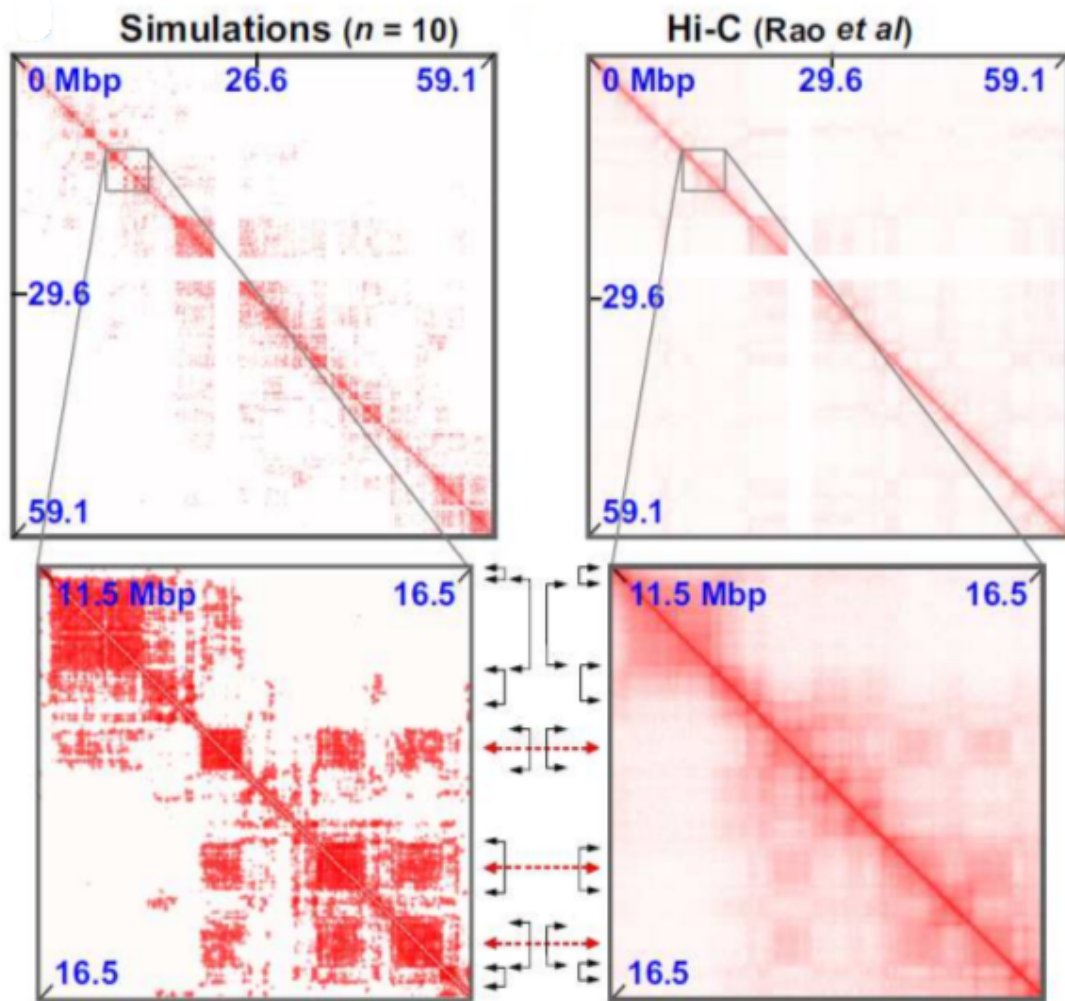 Simulations (n = 10)
Hi-C (Rao et al)
0 Mbp 26.6 59.1
0 Mbp 29.6 59.1
29.6
29.6
59.1
59.1
11.5 Mbp 16.5
11.5 Mbp 16.5
16.5
16.5